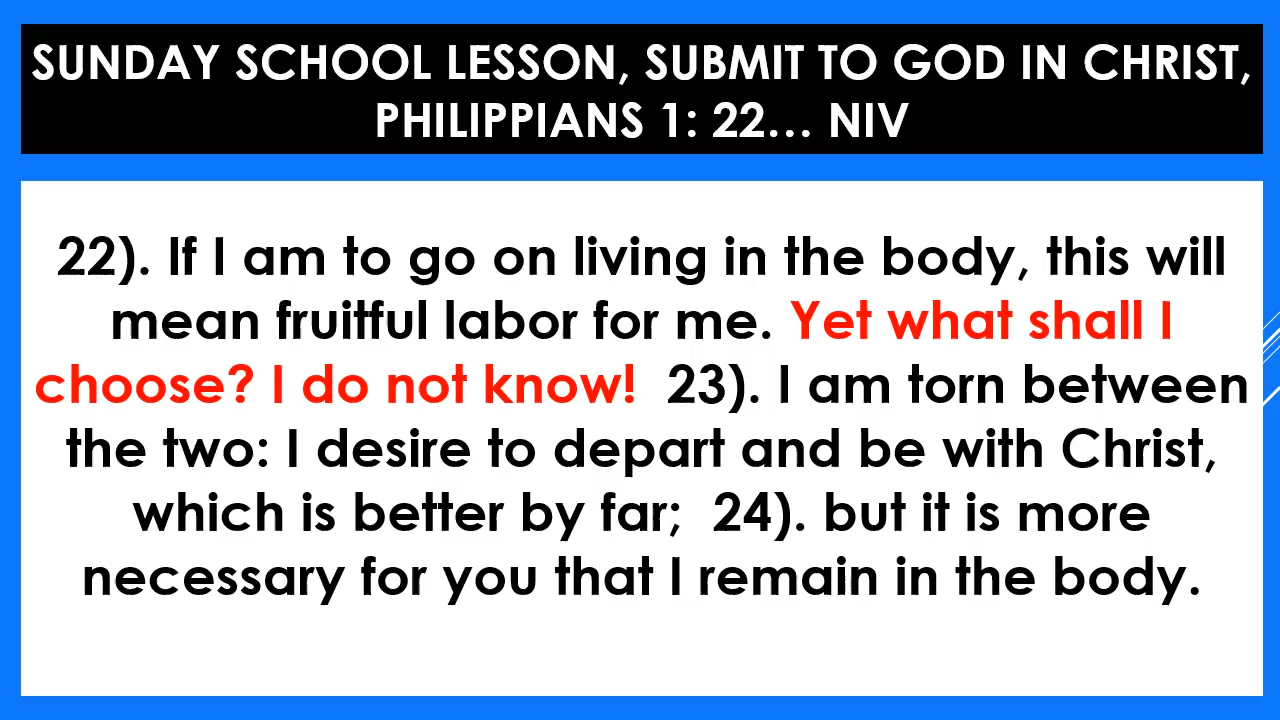 SUNDAY SCHOOL LESSON, SUBMIT TO GOD IN CHRIST,
PHILIPPIANS 1: 22... NIV
22). If I am to go on living in the body, this will
mean fruitful labor for me. Yet what shall I
choose? I do not know!  23). I am torn between
the two: I desire to depart and be with Christ,
which is better by far;  24). but it is more
necessary for you that I remain in the body.